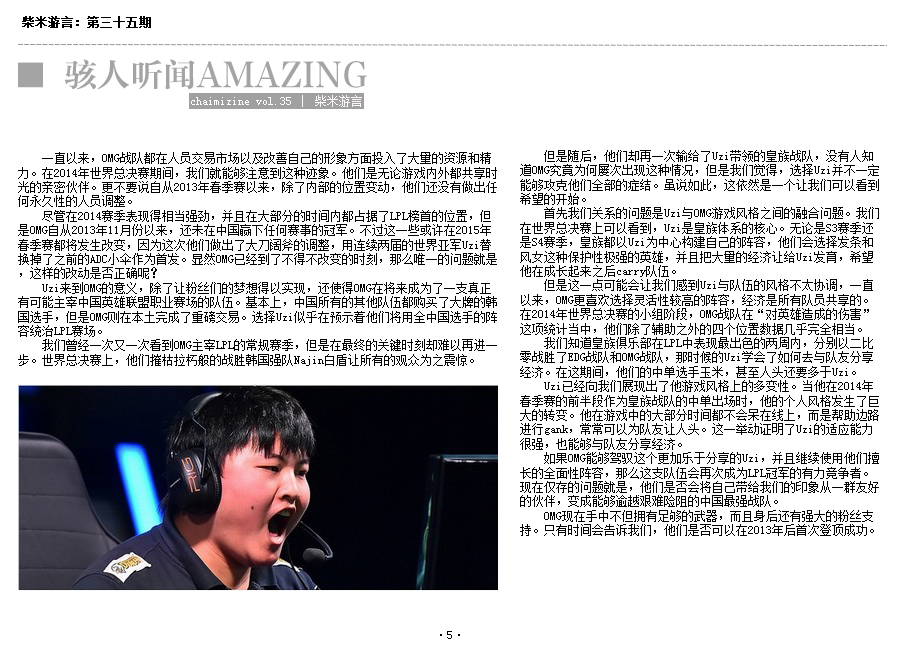 柴米游言：第三十五期
骇人听闻AMAZING
chaimizine vol.35 | 柴米游言
一直以来，OMG战队都在人员交易市场以及改善自己的形象方面投入了大量的资源和精
力。在2014年世界总决赛期间，我们就能够注意到这种迹象。他们是无论游戏内外都共享时
光的亲密伙伴。更不要说自从2013年春季赛以来，除了内部的位置变动，他们还没有做出任
何永久性的人员调整。
尽管在2014赛季表现得相当强劲，并且在大部分的时间内都占据了LPL榜首的位置，但
是OMG自从2013年11月份以来，还未在中国赢下任何赛事的冠军。不过这一些或许在2015年
春季赛都将发生改变，因为这次他们做出了大刀阔斧的调整，用连续两届的世界亚军Uzi替
换掉了之前的ADC小伞作为首发。显然OMG已经到了不得不改变的时刻，那么唯一的问题就是
，这样的改动是否正确呢？
Uzi来到OMG的意义，除了让粉丝们的梦想得以实现，还使得OMG在将来成为了一支真正
有可能主宰中国英雄联盟职业赛场的队伍。基本上，中国所有的其他队伍都购买了大牌的韩
国选手，但是OMG则在本土完成了重磅交易。选择Uzi似乎在预示着他们将用全中国选手的阵
容统治LPL赛场。
我们曾经一次又一次看到OMG主宰LPL的常规赛季，但是在最终的关键时刻却难以再进一
步。世界总决赛上，他们摧枯拉朽般的战胜韩国强队Najin白盾让所有的观众为之震惊。
但是随后，他们却再一次输给了Uzi带领的皇族战队，没有人知
道OMG究竟为何屡次出现这种情况，但是我们觉得，选择Uzi并不一定
能够攻克他们全部的症结。虽说如此，这依然是一个让我们可以看到
希望的开始。
首先我们关系的问题是Uzi与OMG游戏风格之间的融合问题。我们
在世界总决赛上可以看到，Uzi是皇族体系的核心。无论是S3赛季还
是S4赛季，皇族都以Uzi为中心构建自己的阵容，他们会选择发条和
风女这种保护性极强的英雄，并且把大量的经济让给Uzi发育，希望
他在成长起来之后carry队伍。
但是这一点可能会让我们感到Uzi与队伍的风格不太协调，一直
以来，OMG更喜欢选择灵活性较高的阵容，经济是所有队员共享的。
在2014年世界总决赛的小组阶段，OMG战队在“对英雄造成的伤害”
这项统计当中，他们除了辅助之外的四个位置数据几乎完全相当。
我们知道皇族俱乐部在LPL中表现最出色的两周内，分别以二比
零战胜了EDG战队和OMG战队，那时候的Uzi学会了如何去与队友分享
经济。在这期间，他们的中单选手玉米，甚至人头还要多于Uzi。
Uzi已经向我们展现出了他游戏风格上的多变性。当他在2014年
春季赛的前半段作为皇族战队的中单出场时，他的个人风格发生了巨
大的转变。他在游戏中的大部分时间都不会呆在线上，而是帮助边路
进行gank，常常可以为队友让人头。这一举动证明了Uzi的适应能力
很强，也能够与队友分享经济。
如果OMG能够驾驭这个更加乐于分享的Uzi，并且继续使用他们擅
长的全面性阵容，那么这支队伍会再次成为LPL冠军的有力竞争者。
现在仅存的问题就是，他们是否会将自己带给我们的印象从一群友好
的伙伴，变成能够逾越艰难险阻的中国最强战队。
OMG现在手中不但拥有足够的武器，而且身后还有强大的粉丝支
持。只有时间会告诉我们，他们是否可以在2013年后首次登顶成功。
·5·